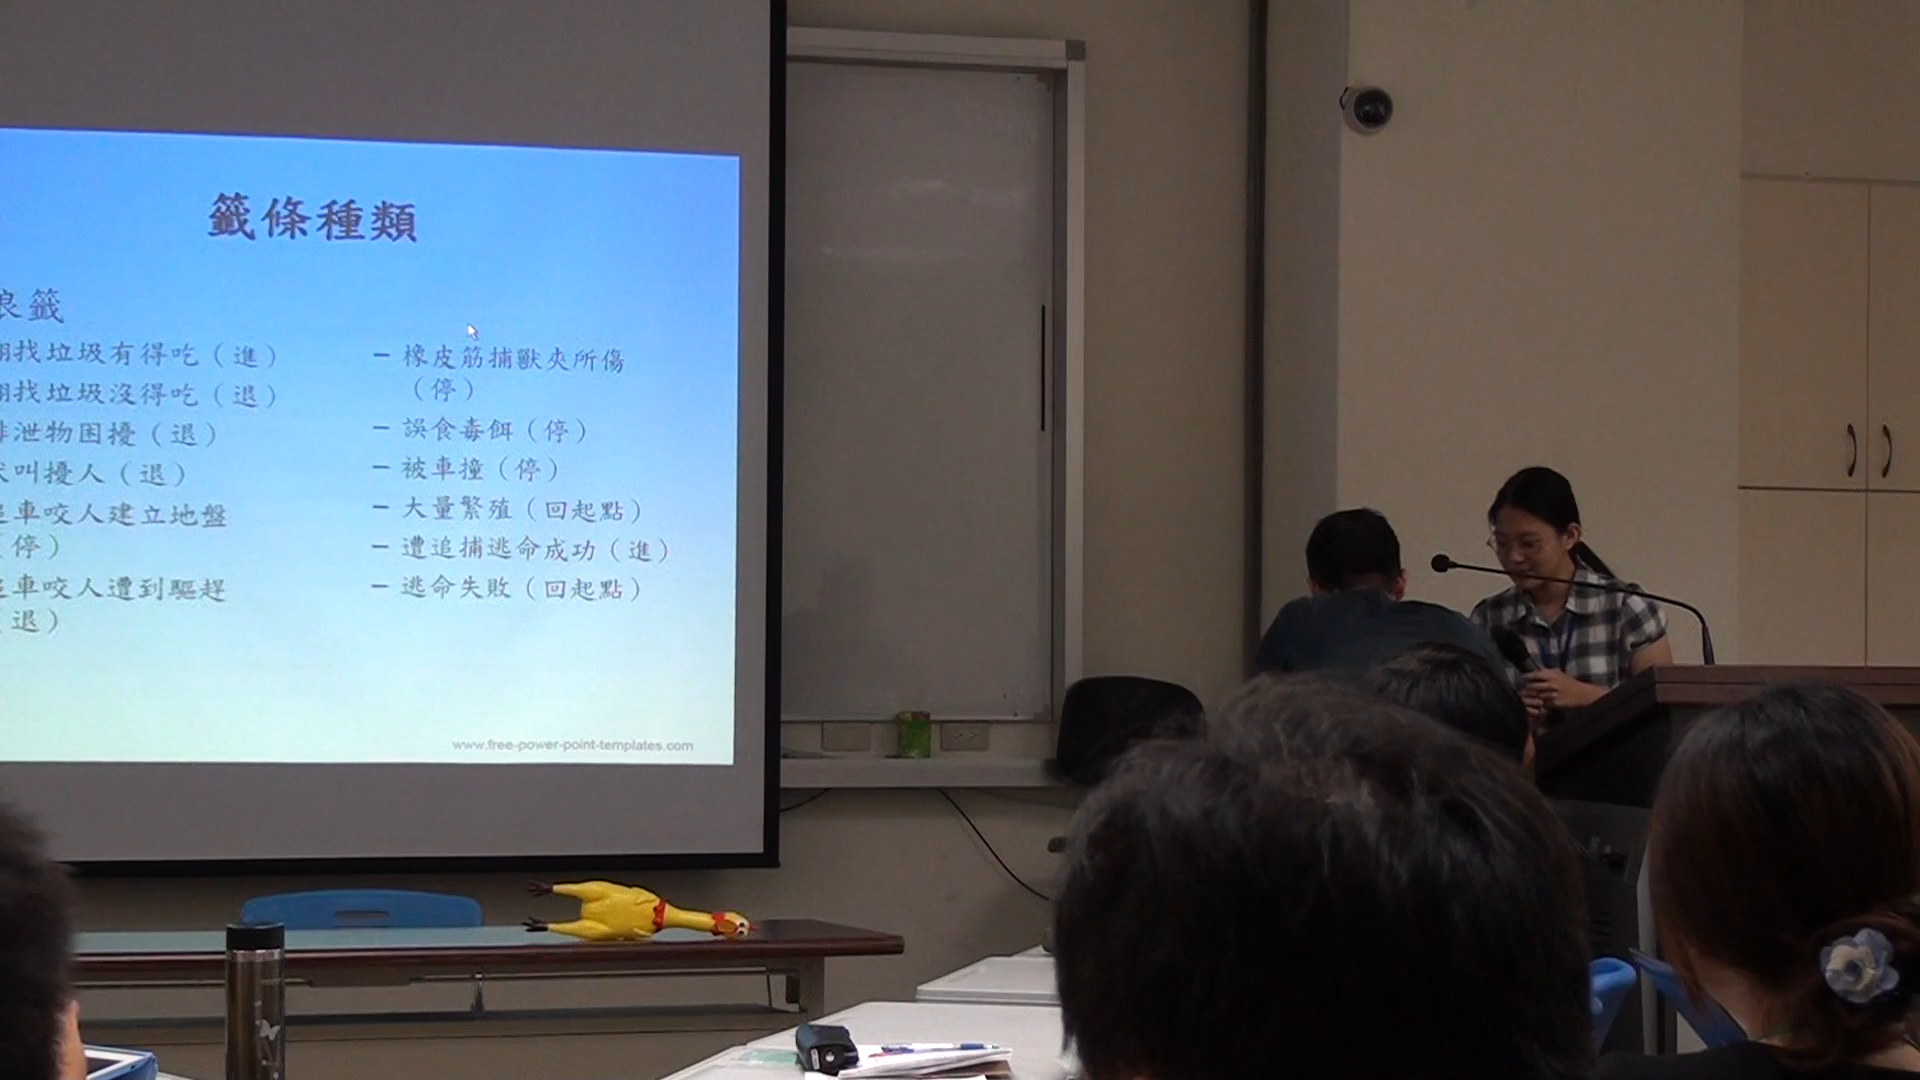 籤條種類
浪籤
翻找垃圾有得吃（進）
翻找垃圾沒得吃（退）
排泄物困擾（退）
吠叫擾人（退）
追車咬人建立地盤
（停）
追車咬人遭到驅趕
（退）
– 橡皮筋捕獸夾所傷
（停）
– 誤食毒餌（停）
– 被車撞（停）
– 大量繁殖（回起點）
– 遭追捕逃命成功（進）
– 逃命失敗（回起點）
www.free-power-point-templates.com